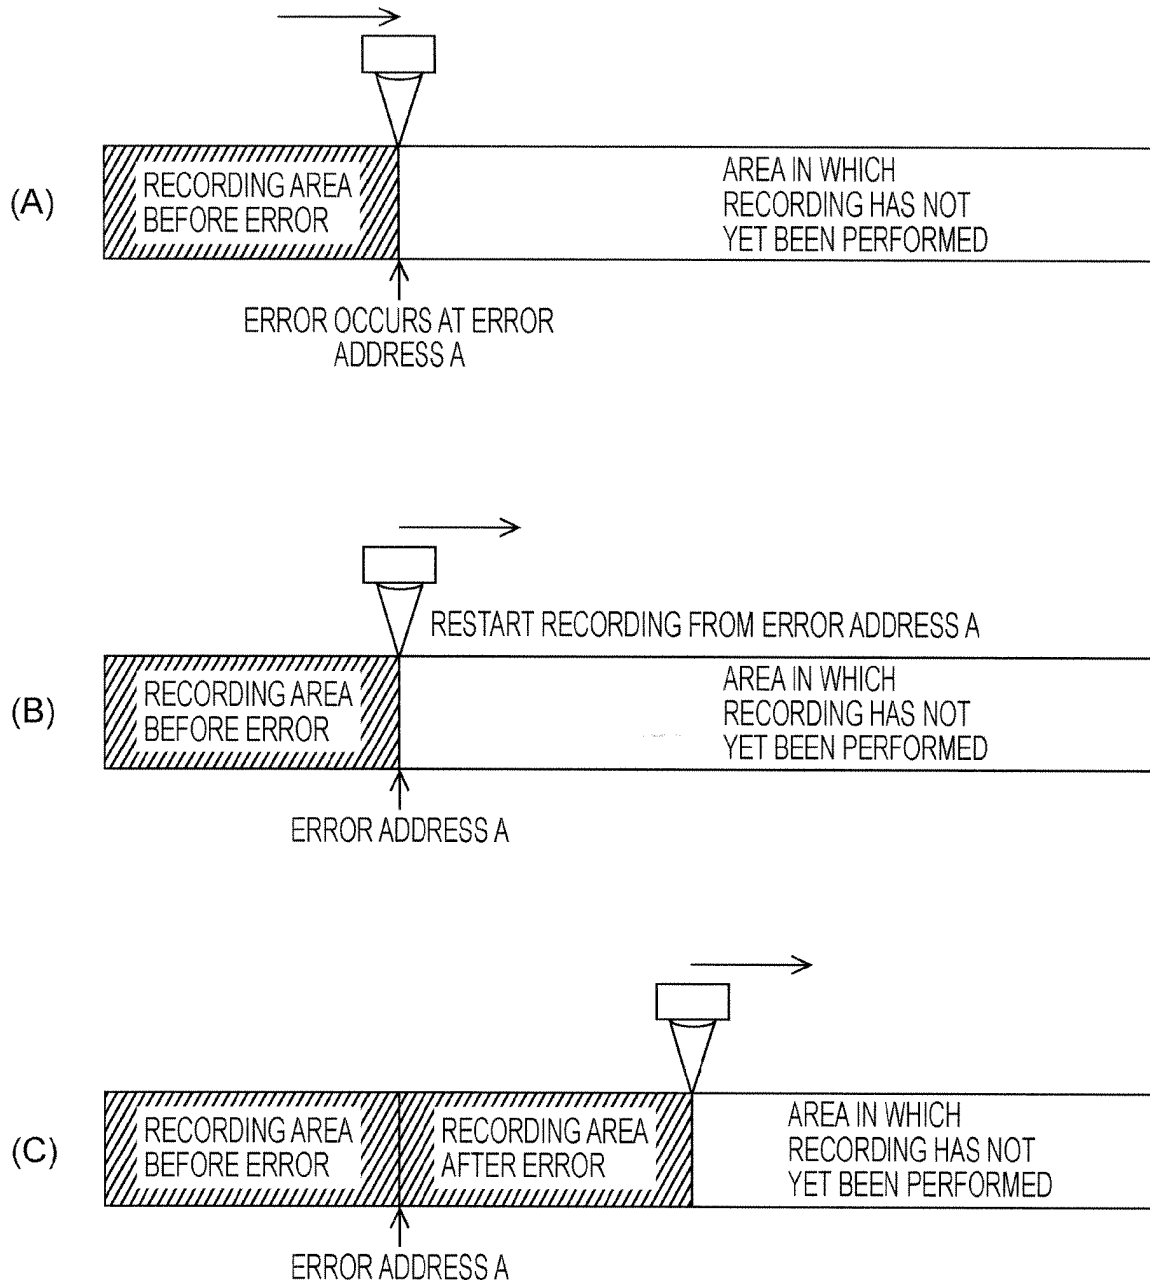 (A)
RECORDING AREA
BEFORE ERROR
AREA IN WHICH
RECORDING HAS NOT
YET BEEN PERFORMED
ERROR OCCURS AT ERROR
ADDRESS A
RESTART RECORDING FROM ERROR ADDRESS A
(B)
RECORDING AREA
BEFORE ERROR
AREA IN WHICH
RECORDING HAS NOT
YET BEEN PERFORMED
ERROR ADDRESS A
(C)
RECORDING AREA
BEFORE ERROR
RECORDING AREA
AFTER ERROR
AREA IN WHICH
RECORDING HAS NOT
YET BEEN PERFORMED
ERROR ADDRESS A